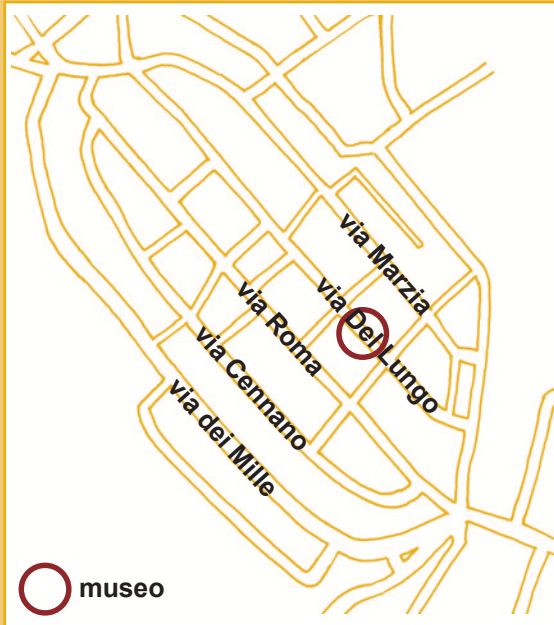 via Marzia
via Del Lungo
via Roma
via Cennano
via dei Mille
museo